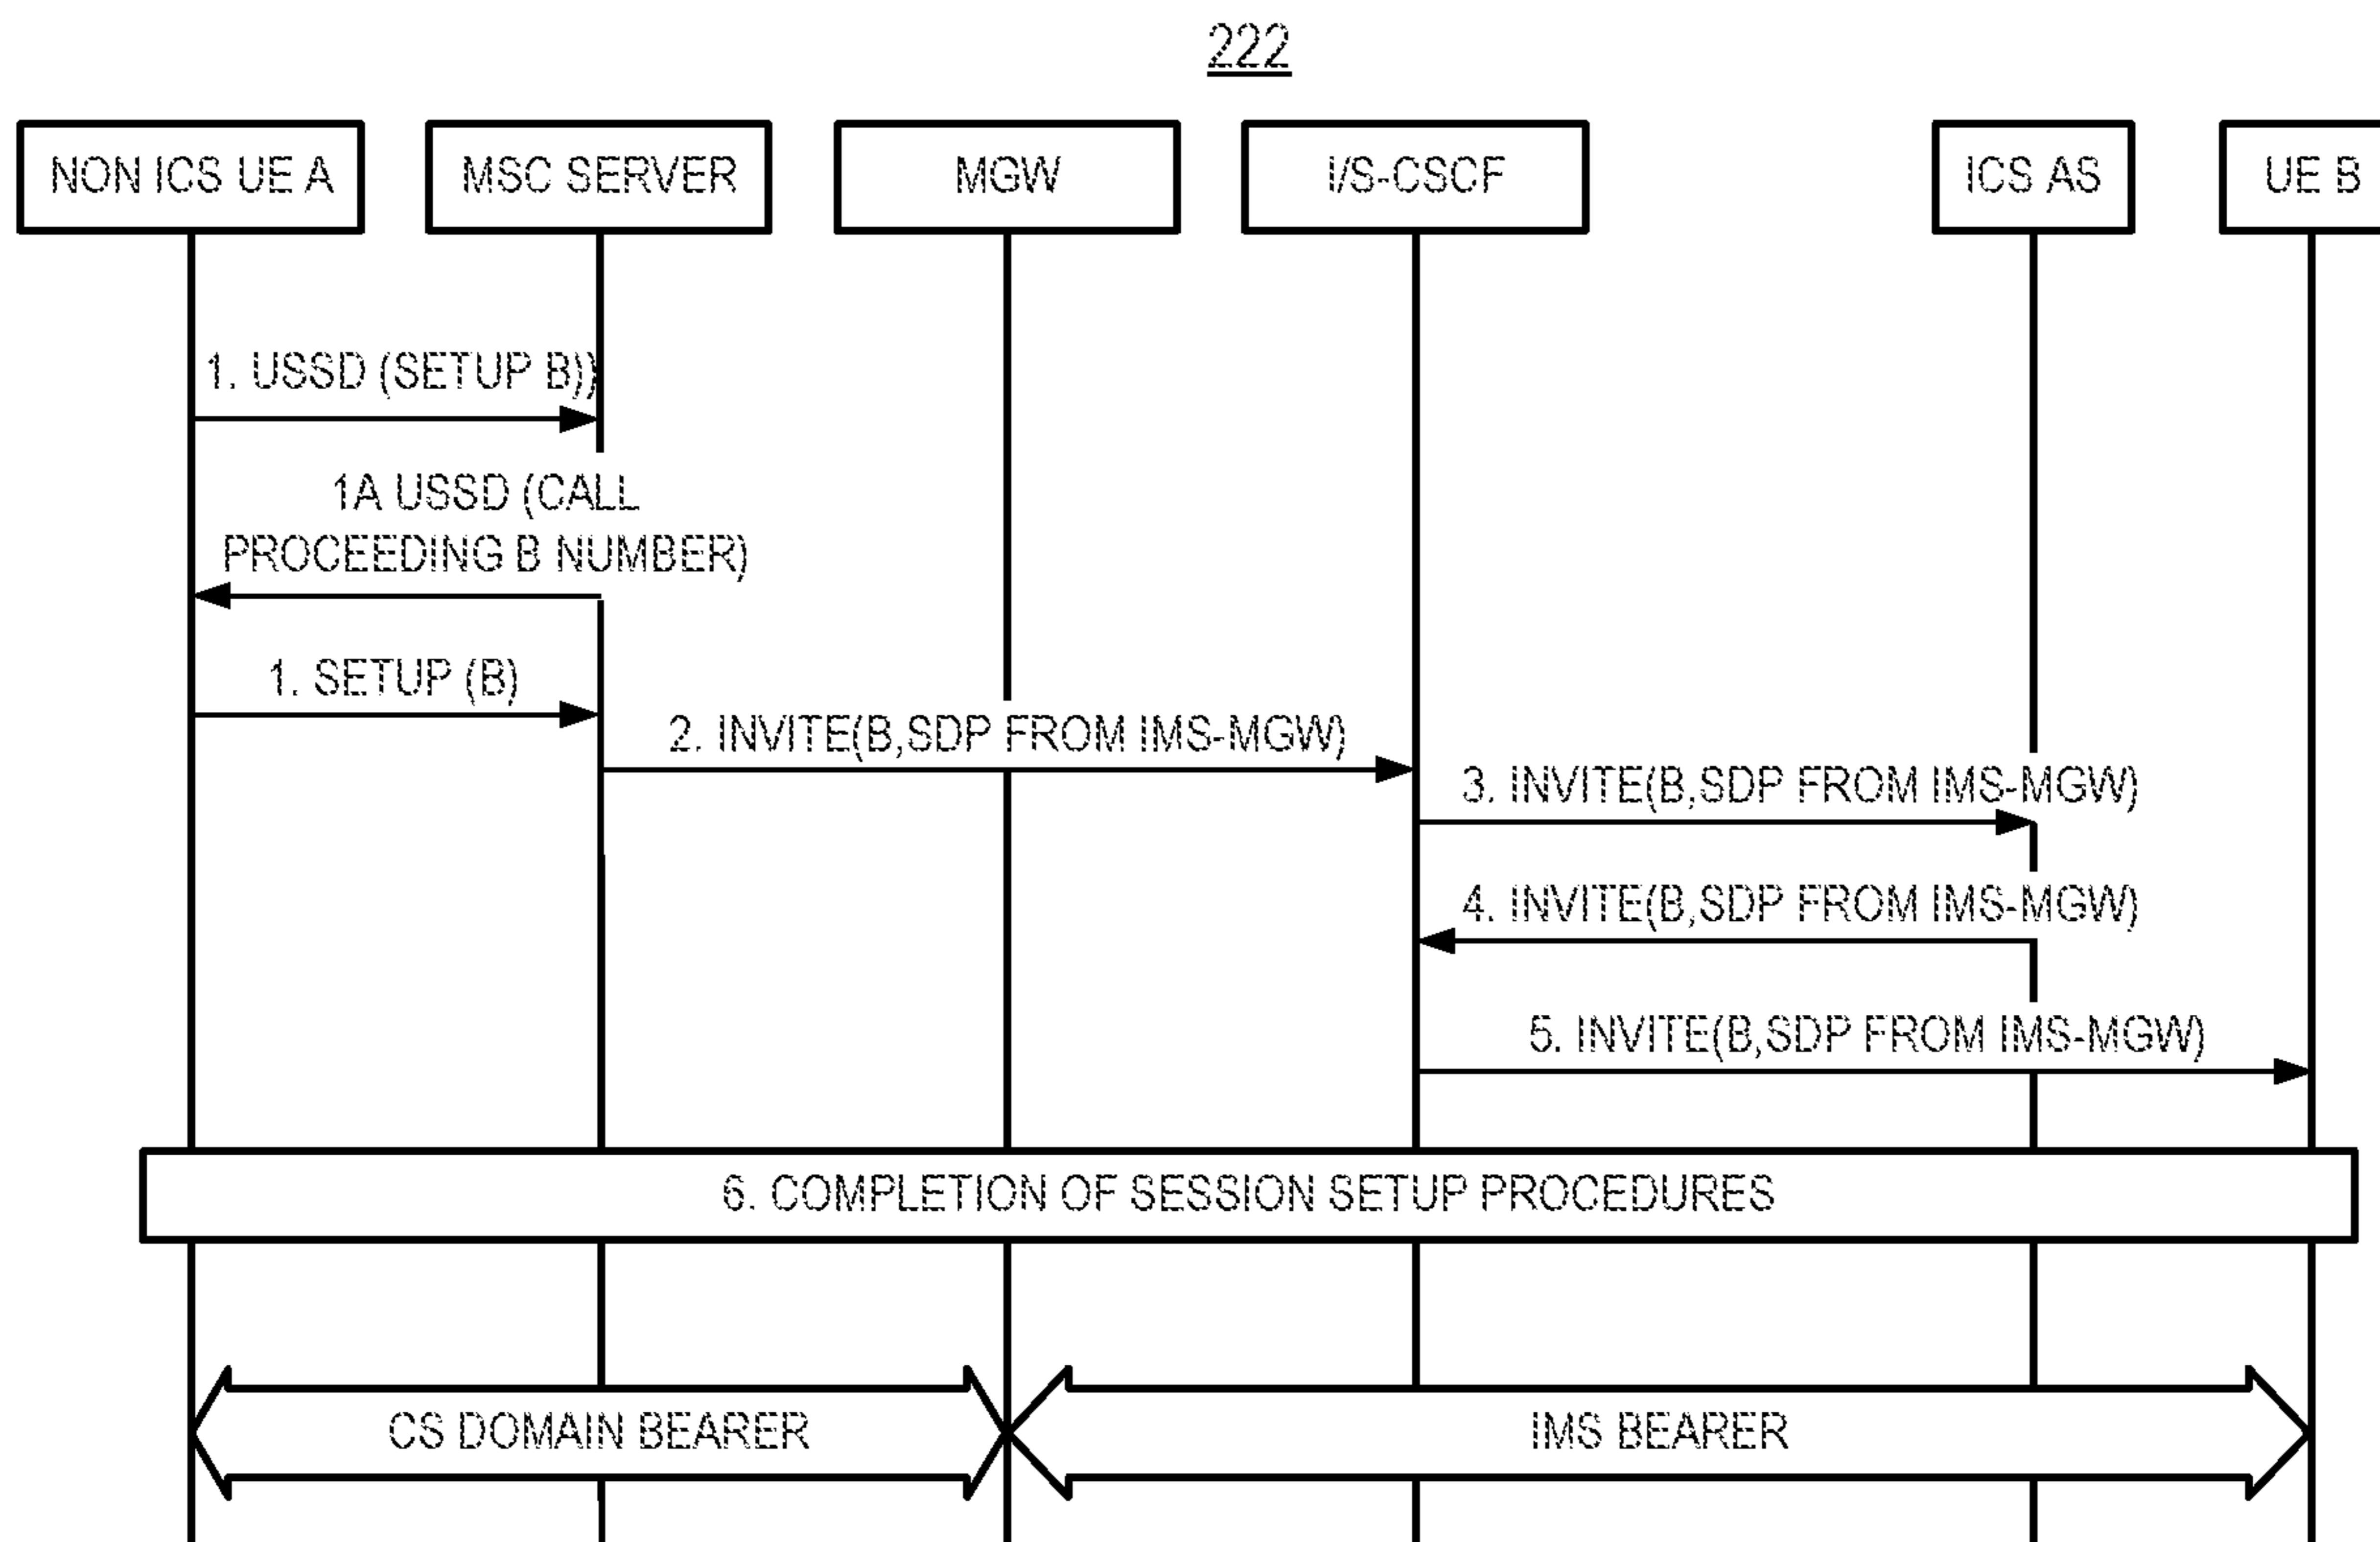 222
NON ICS UE A
MSC SERVER
MGW
I/S-CSCF
ICS AS
UE B
1. USSD (SETUP B))
1A USSD (CALL
PROCEEDING B NUMBER)
1. SETUP (B)
2. INVITE(B,SDP FROM IMS-MGW)
3. INVITE(B,SDP FROM IMS-MGW)
4. INVITE(B,SDP FROM IMS-MGW)
5. INVITE(B,SDP FROM IMS-MGW)
6. COMPLETION OF SESSION SETUP PROCEDURES
CS DOMAIN BEARER
IMS BEARER